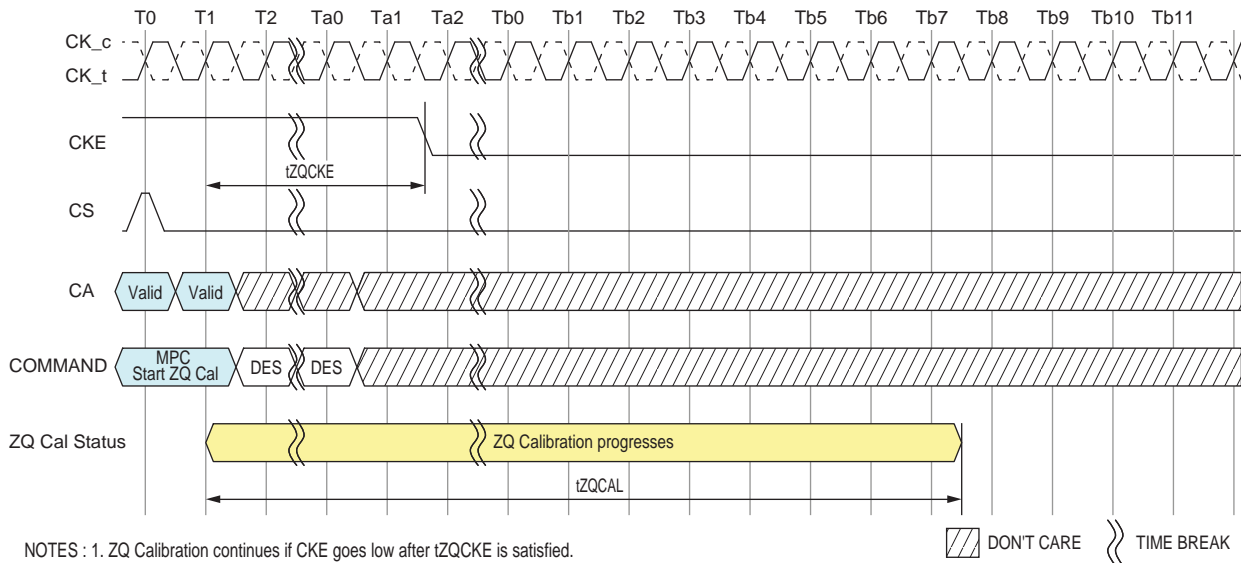 T0 T1 T2 Ta0 Ta1 Ta2 Tb0 Tb1 Tb2 Tb3 Tb4 Tb5 Tb6 Tb7 Tb8 Tb9 Tb10 Tb11
CK_c
CK_t
CKE
tZQCKE
CS
CA Valid Valid
COMMAND MPC Start ZQ Cal DES DES
ZQ Cal Status ZQ Calibration progresses
tZQCAL
NOTES : 1. ZQ Calibration continues if CKE goes low after tZQCKE is satisfied.
DON'T CARE TIME BREAK